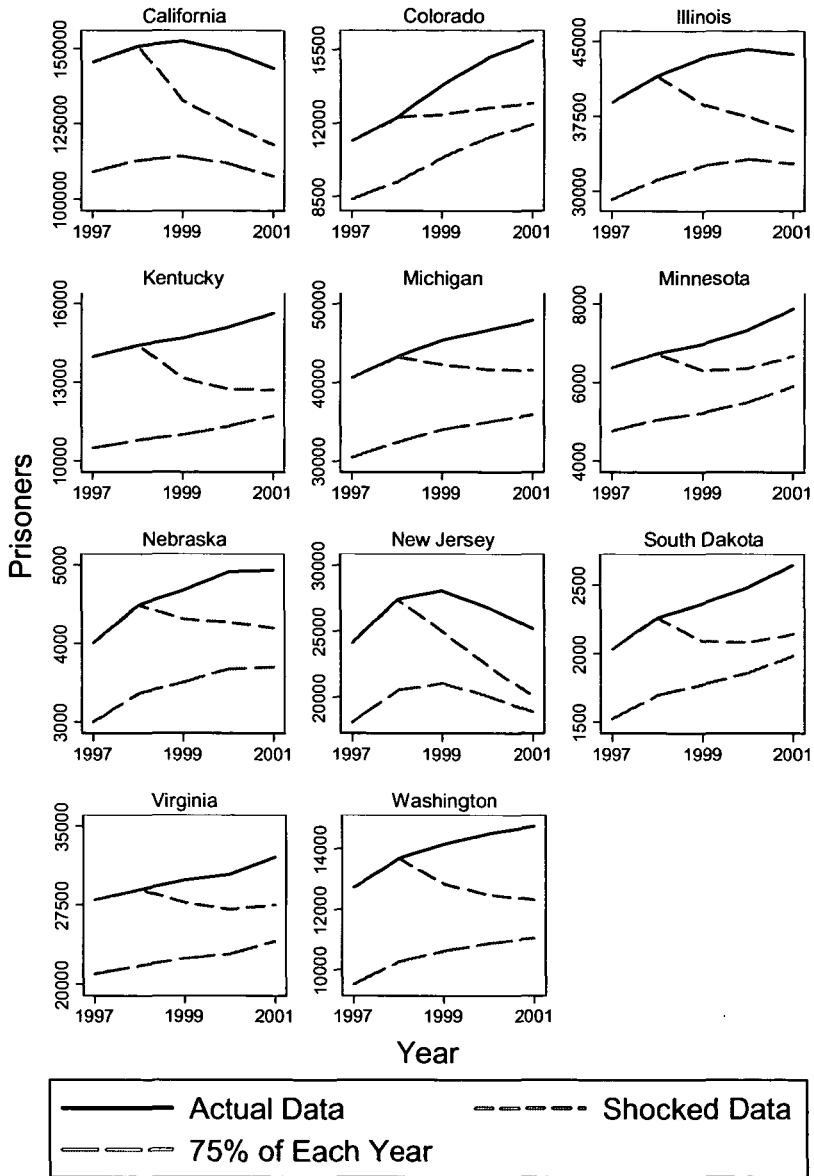 California
Colorado
Illinois
150000
125000
100000
15500
12000
8500
45000
37500
30000
1997 1999 2001
1997 1999 2001
1997 1999 2001
Kentucky
Michigan
Minnesota
16000
13000
10000
50000
40000
30000
8000
6000
4000
1997 1999 2001
1997 1999 2001
1997 1999 2001
Prisoners
Nebraska
New Jersey
South Dakota
5000
4000
3000
30000
25000
20000
2500
2000
1500
1997 1999 2001
1997 1999 2001
1997 1999 2001
Virginia
Washington
35000
27500
20000
14000
12000
10000
1997 1999 2001
1997 1999 2001
Year
Actual Data
Shocked Data
75% of Each Year